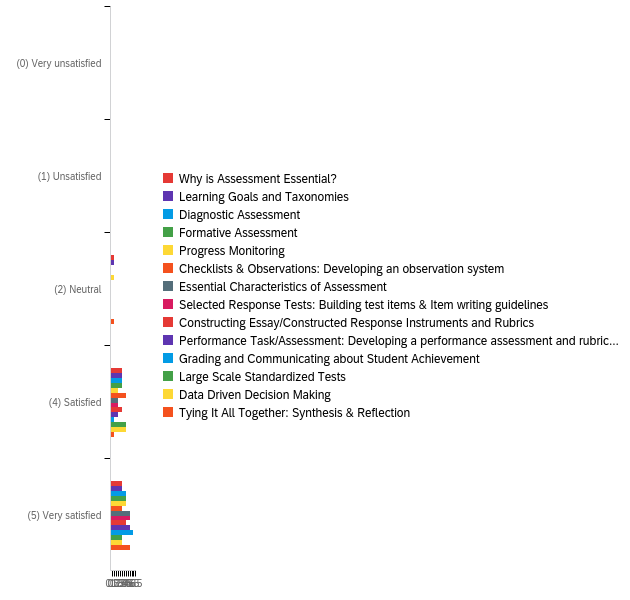 (0) Very unsatisfied
(1) Unsatisfied
(2) Neutral
(4) Satisfied
(5) Very satisfied
Why is Assessment Essential?
Learning Goals and Taxonomies
Diagnostic Assessment
Formative Assessment
Progress Monitoring
Checklists & Observations: Developing an observation system
Essential Characteristics of Assessment
Selected Response Tests: Building test items & Item writing guidelines
Constructing Essay/Constructed Response Instruments and Rubrics
Performance Task/Assessment: Developing a performance assessment and rubric...
Grading and Communicating about Student Achievement
Large Scale Standardized Tests
Data Driven Decision Making
Tying It All Together: Synthesis & Reflection